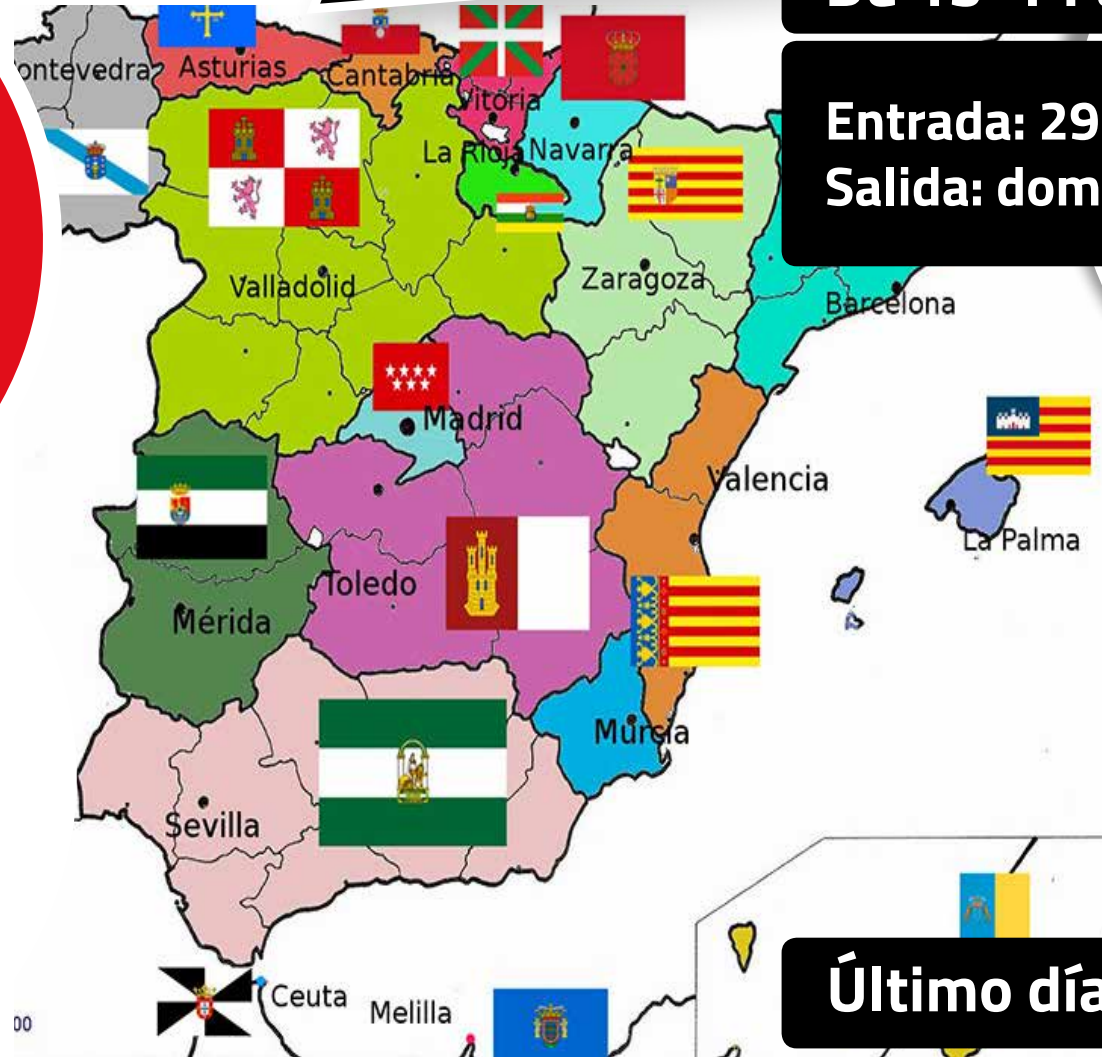 Entrada: 29
Salida: dom
ontevedra
Asturias
Cantabria
Vitoria
La Rioja
Navarra
Valladolid
Zaragoza
Barcelona
Madrid
Valencia
La Palma
Toledo
Mérida
Murcia
Sevilla
Ceuta
Melilla
Último día
00